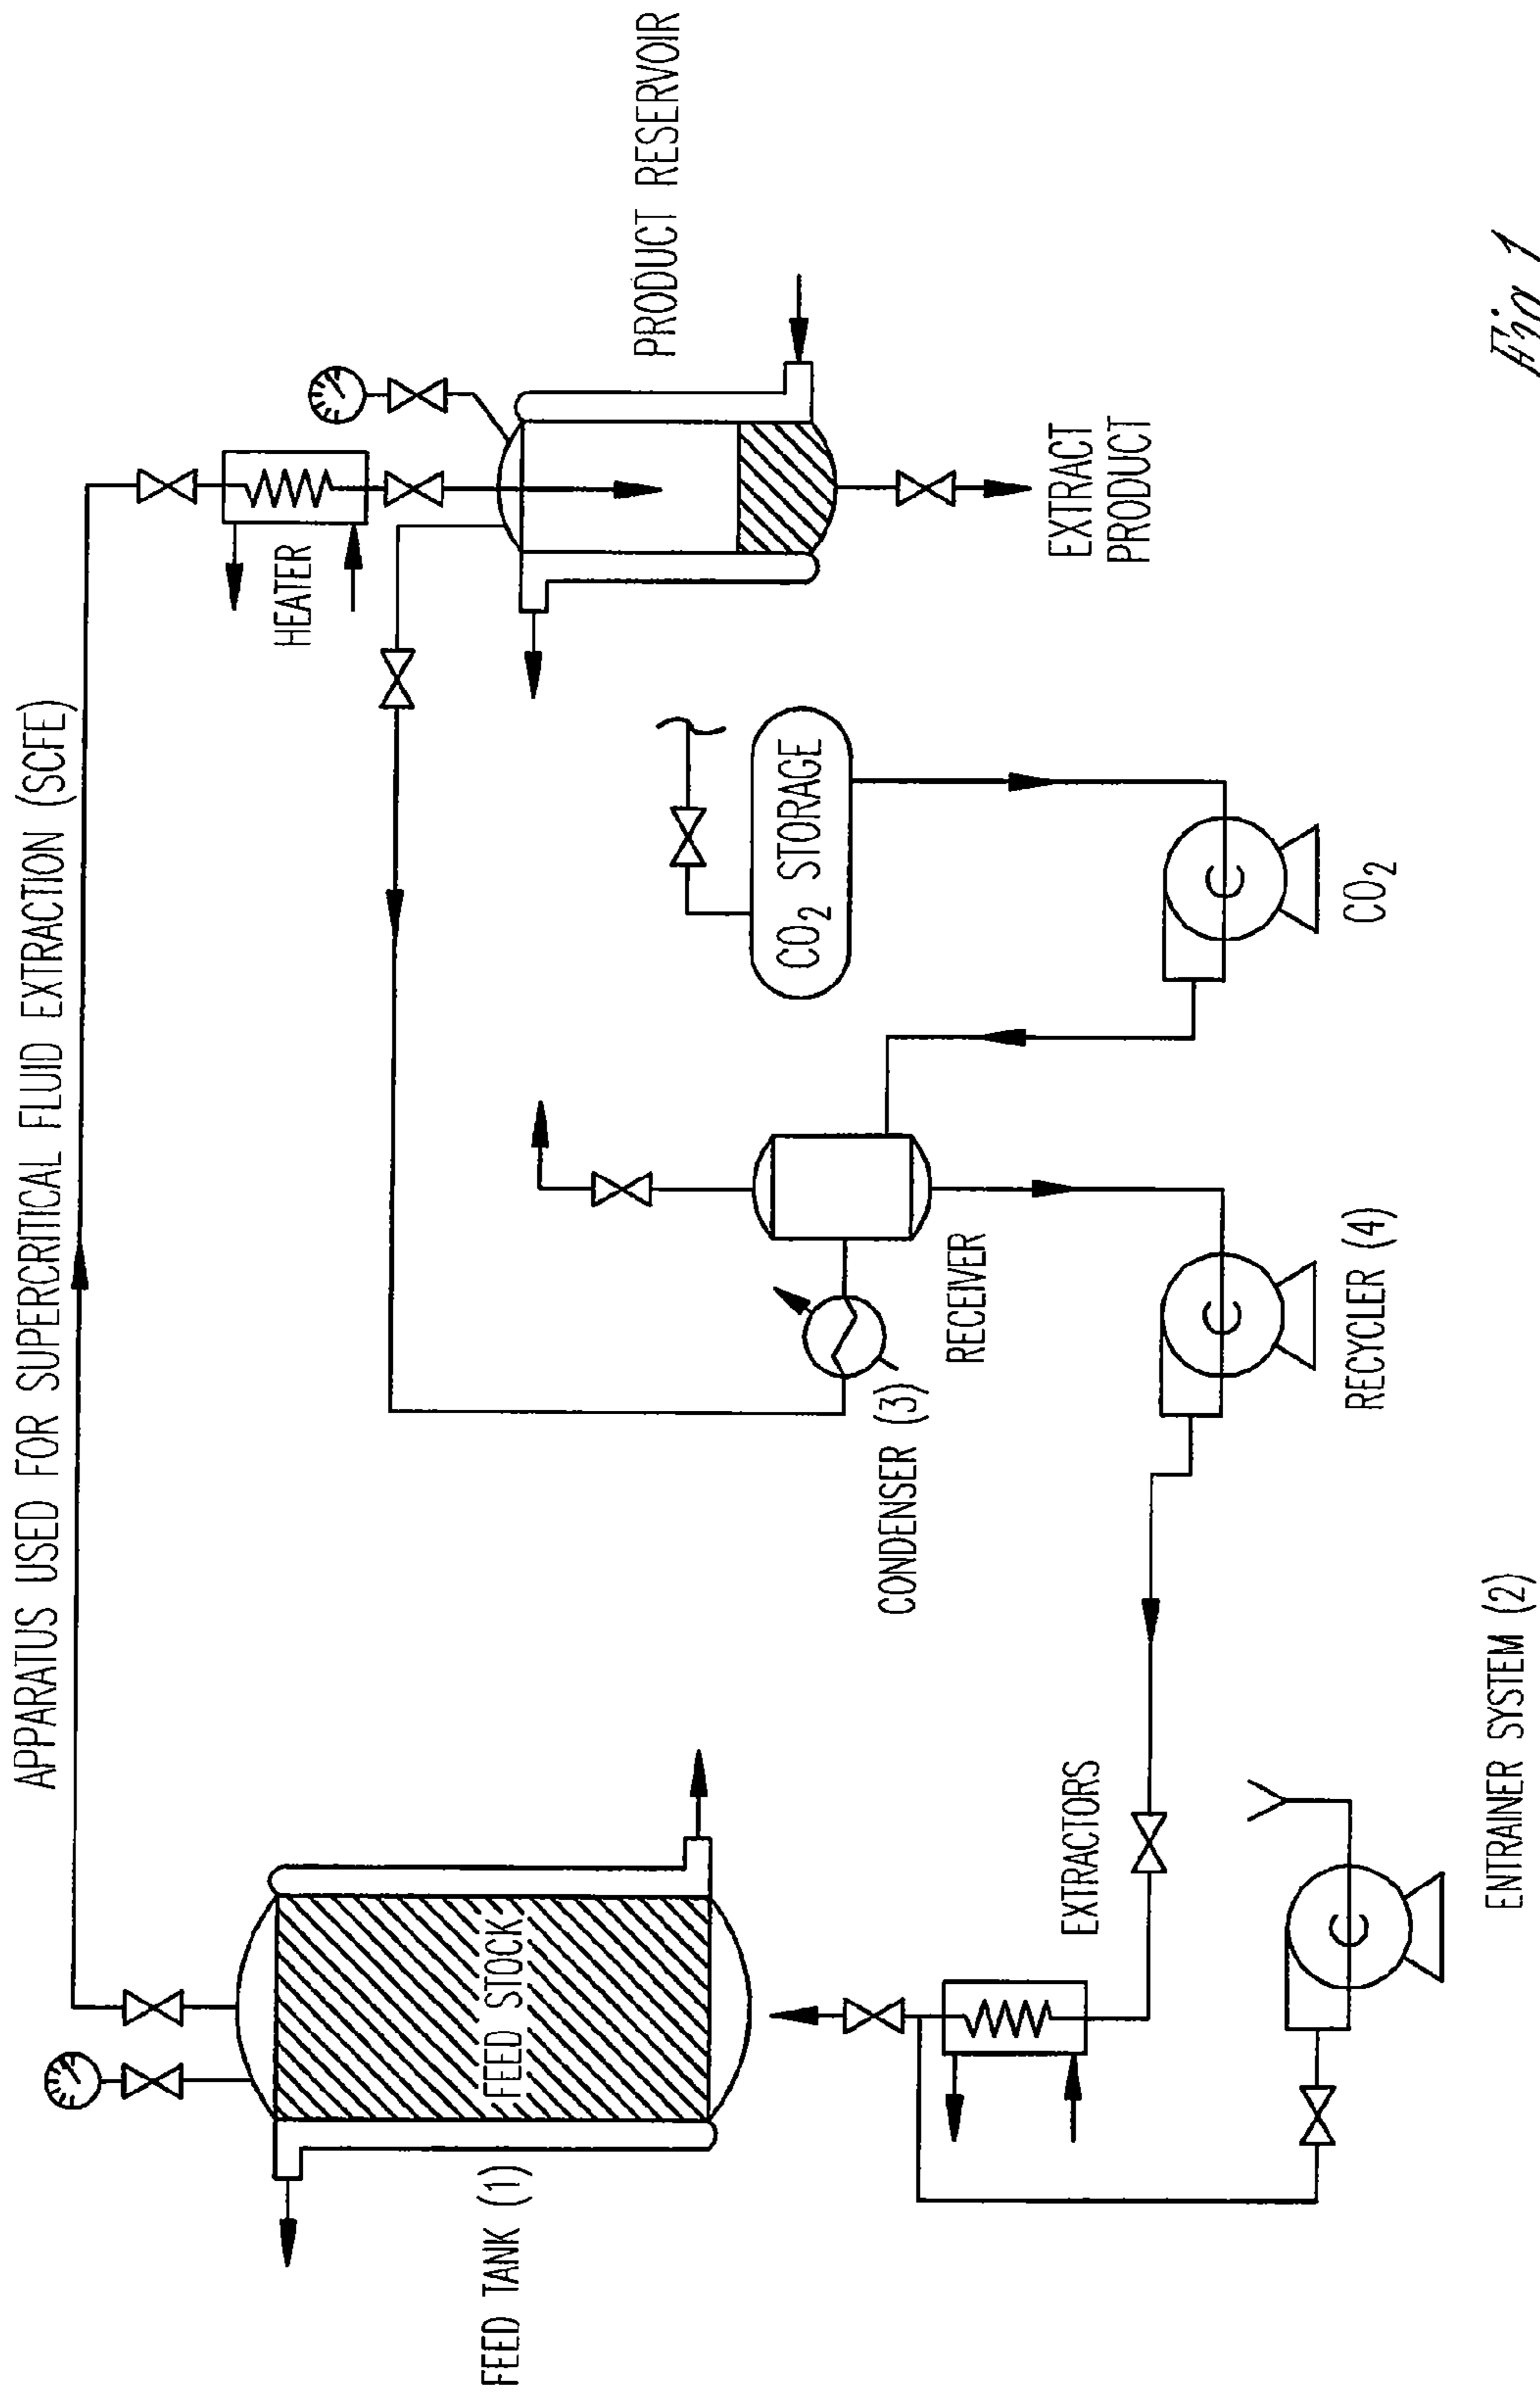 APPARATUS USED FOR SUPERCRITICAL FLUID EXTRACTION (SCFE)
HEATER
PRODUCT RESERVOIR
FEED STOCK
FEED TANK (1)
CO₂ STORAGE
EXTRACT
PRODUCT
CONDENSER (3)
RECEIVER
EXTRACTORS
RECYCLER (4)
CO₂
ENTRAINER SYSTEM (2)
Fig 1